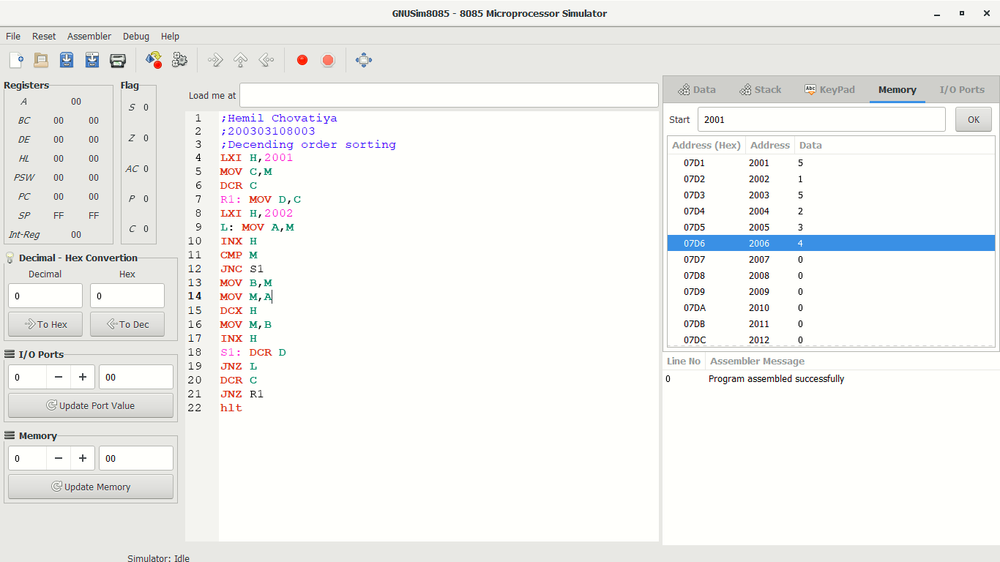 GNUSim8085 - 8085 Microprocessor Simulator
File Reset Assembler Debug Help
Registers
A 00
BC 00 00
DE 00 00
HL 00 00
PSW 00 00
PC 00 00
SP FF FF
Int-Reg 00
Flag
S 0
Z 0
AC 0
P 0
C 0
Decimal - Hex Convertion
Decimal Hex
0 0
To Hex To Dec
I/O Ports
0 − + 00
Update Port Value
Memory
0 − + 00
Update Memory
Load me at
1 ;Hemil Chovatiya
2 ;200303108003
3 ;Decending order sorting
4 LXI H,2001
5 MOV C,M
6 DCR C
7 R1: MOV D,C
8 LXI H,2002
9 L: MOV A,M
10 INX H
11 CMP M
12 JNC S1
13 MOV B,M
14 MOV M,A
15 DCX H
16 MOV M,B
17 INX H
18 S1: DCR D
19 JNZ L
20 DCR C
21 JNZ R1
22 hlt
Data Stack Abc KeyPad Memory I/O Ports
Start 2001 OK
Address (Hex) Address Data
07D1 2001 5
07D2 2002 1
07D3 2003 5
07D4 2004 2
07D5 2005 3
07D6 2006 4
07D7 2007 0
07D8 2008 0
07D9 2009 0
07DA 2010 0
07DB 2011 0
07DC 2012 0
Line No Assembler Message
0 Program assembled successfully
Simulator: Idle